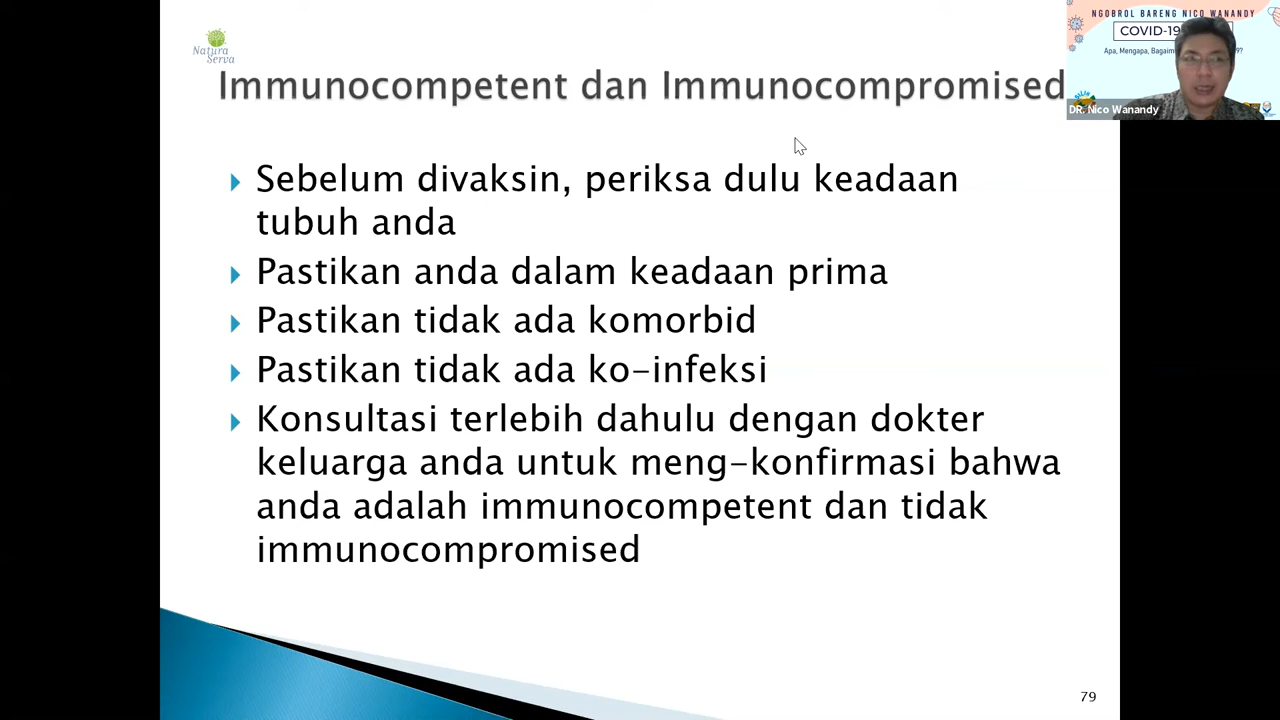 Natura
Serva
Immunocompetent dan Immunocompromised
NGOBROL BARENG NICO WANANDY
COVID-19
Apa, Mengapa,
DR. Nico Wanandy
Sebelum divaksin, periksa dulu keadaan
tubuh anda
Pastikan anda dalam keadaan prima
Pastikan tidak ada komorbid
Pastikan tidak ada ko-infeksi
Konsultasi terlebih dahulu dengan dokter
keluarga anda untuk meng-konfirmasi bahwa
anda adalah immunocompetent dan tidak
immunocompromised
79